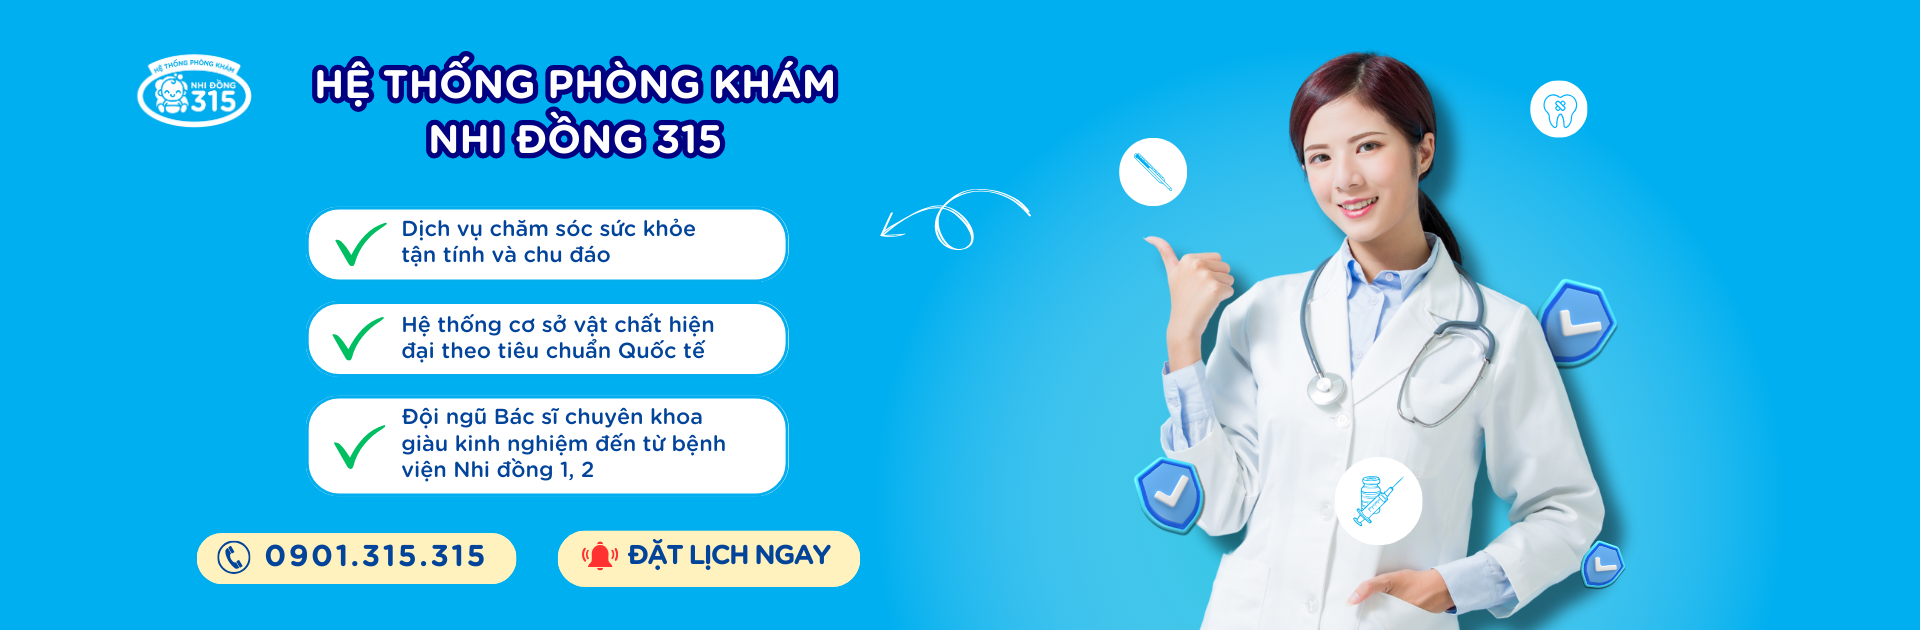 HỆ THỐNG PHÒNG KHÁM
NHI ĐỒNG
315
HỆ THỐNG PHÒNG KHÁM
NHI ĐỒNG 315
Dịch vụ chăm sóc sức khỏe
tận tính và chu đáo
Hệ thống cơ sở vật chất hiện
đại theo tiêu chuẩn Quốc tế
Đội ngũ Bác sĩ chuyên khoa
giàu kinh nghiệm đến từ bệnh
viện Nhi đồng 1, 2
0901.315.315
ĐẶT LỊCH NGAY